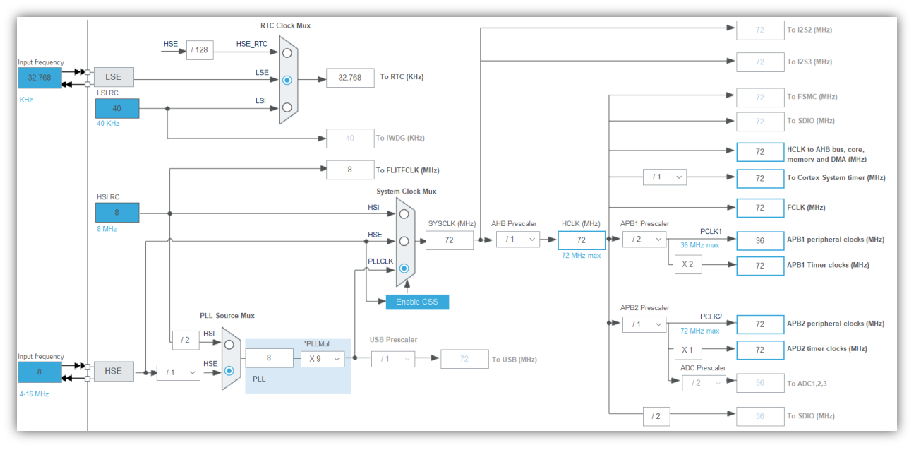 RTC Clock Mux
HSE
/ 128
HSE_RTC
Input frequency
32.768
KHz
LSE
LSE
32.768
To RTC (KHz)
LSI RC
40
40 KHz
LSI
40
To IWDG (KHz)
8
To FLITFCLK (MHz)
HSI RC
8
8 MHz
System Clock Mux
HSI
HSE
PLLCLK
Enable CSS
SYSCLK (MHz)
72
AHB Prescaler
/ 1
HCLK (MHz)
72
72 MHz max
PLL Source Mux
/ 2
HSI
HSE
Input frequency
8
4-16 MHz
HSE
/ 1
8
*PLLMul
X 9
PLL
USB Prescaler
/ 1
72
To USB (MHz)
72
To I2S2 (MHz)
72
To I2S3 (MHz)
72
To FSMC (MHz)
72
To SDIO (MHz)
72
HCLK to AHB bus, core,
memory and DMA (MHz)
/ 1
72
To Cortex System timer (MHz)
72
FCLK (MHz)
APB1 Prescaler
/ 2
PCLK1
36 MHz max
36
APB1 peripheral clocks (MHz)
X 2
72
APB1 Timer clocks (MHz)
APB2 Prescaler
/ 1
PCLK2
72 MHz max
72
APB2 peripheral clocks (MHz)
X 1
72
APB2 timer clocks (MHz)
ADC Prescaler
/ 2
36
To ADC1,2,3
/ 2
36
To SDIO (MHz)